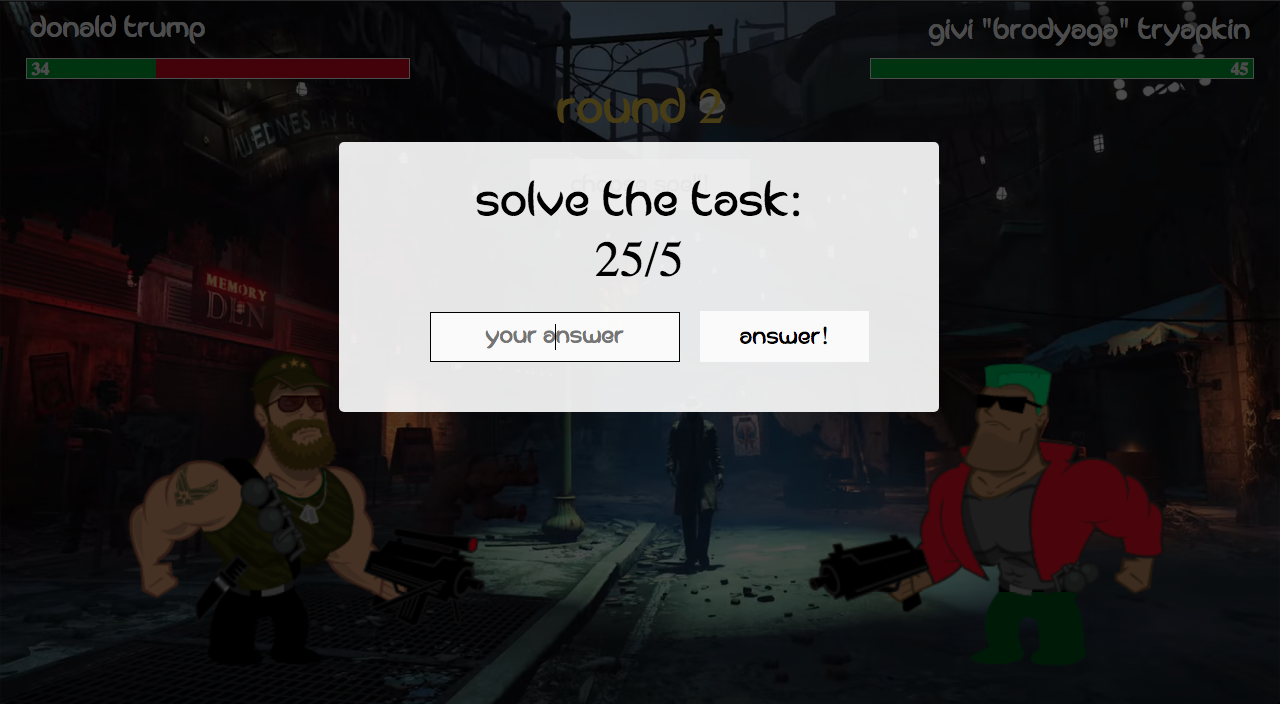 donald trump
givi "brodyaga" tryapkin
34
45
round 2
solve the task:
25/5
your answer
answer!
MEMORY
DEN